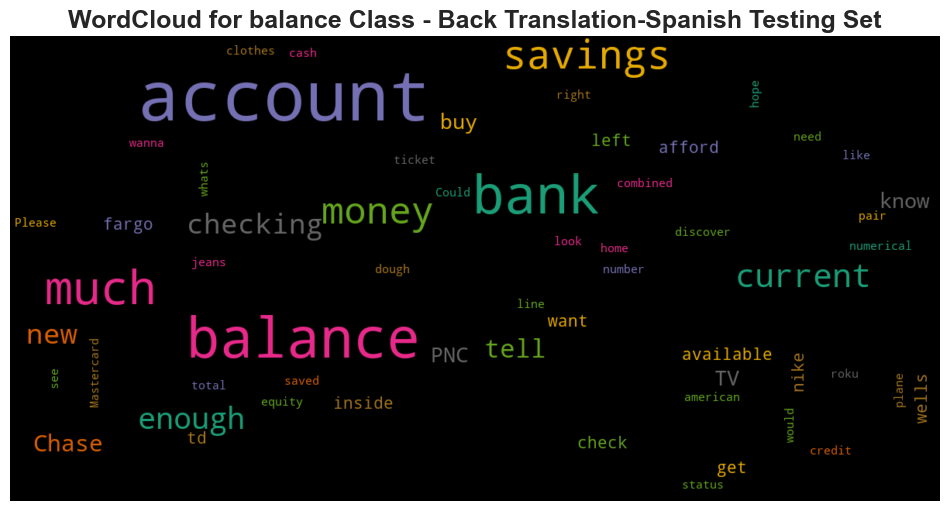 WordCloud for balance Class - Back Translation-Spanish Testing Set
clothes
cash
savings
account
right
hope
buy
wanna
left
afford
need
like
ticket
whats
Could
bank
combined
know
Please
fargo
checking
money
pair
discover
look
home
numerical
jeans
dough
number
current
much
line
want
new
balance
PNC
tell
available
TV
nike
roku
see
Mastercard
total
saved
american
plane
wells
equity
inside
enough
td
would
Chase
check
credit
get
status